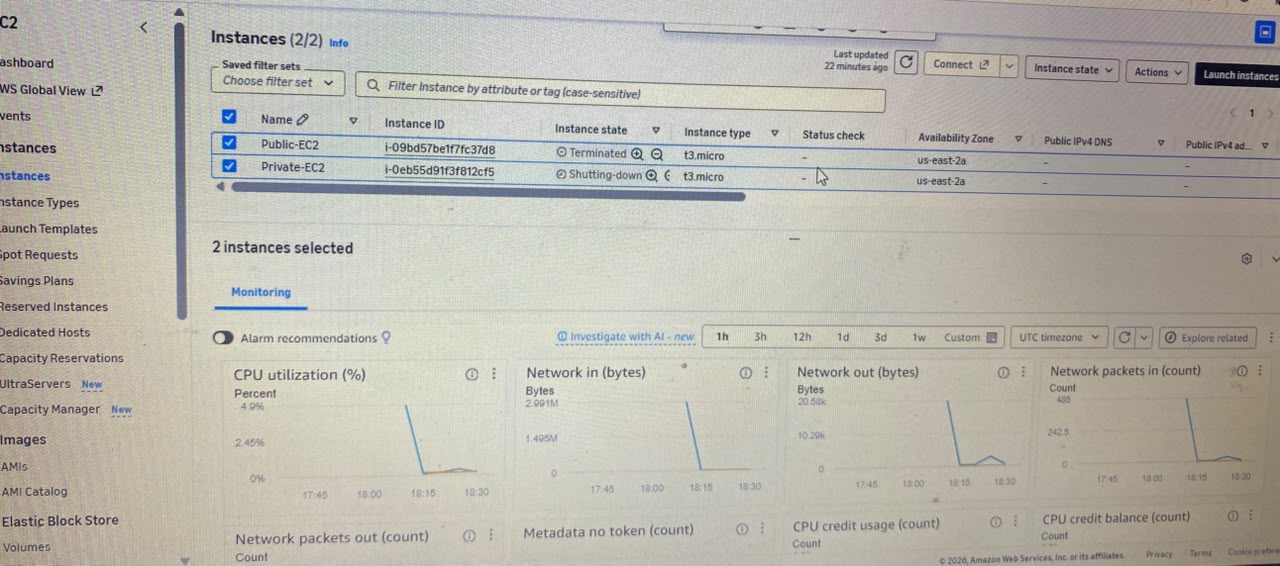 C2
ashboard
WS Global View
vents
nstances
nstances
nstance Types
aunch Templates
Spot Requests
Savings Plans
Reserved Instances
Dedicated Hosts
Capacity Reservations
UltraServers New
Capacity Manager New
Images
AMIs
AMI Catalog
Elastic Block Store
Volumes
Instances (2/2) Info
Last updated
22 minutes ago
Connect
Instance state
Actions
Launch instances
Saved filter sets
Choose filter set
Filter Instance by attribute or tag (case-sensitive)
1
Name Instance ID Instance state Instance type Status check Availability Zone Public IPv4 DNS Public IPv4 ad...
Public-EC2 i-09bd57be1f7fc37d8 Terminated t3.micro - us-east-2a - -
Private-EC2 i-0eb55d91f3f812cf5 Shutting-down t3.micro - us-east-2a - -
2 instances selected
Monitoring
Alarm recommendations
Investigate with AI - new
1h 3h 12h 1d 3d 1w Custom
UTC timezone
Explore related
CPU utilization (%)
Percent
4.9%
2.45%
0%
17:45 18:00 18:15 18:30
Network in (bytes)
Bytes
2.991M
1.495M
0
17:45 18:00 18:15 18:30
Network out (bytes)
Bytes
20.58k
10.29k
0
17:45 18:00 18:15 18:30
Network packets in (count)
Count
485
242.5
0
17:45 18:00 18:15 18:30
Network packets out (count)
Count
Metadata no token (count)
CPU credit usage (count)
Count
CPU credit balance (count)
Count
© 2026, Amazon Web Services, Inc. or its affiliates. Privacy Terms Cookie prefere